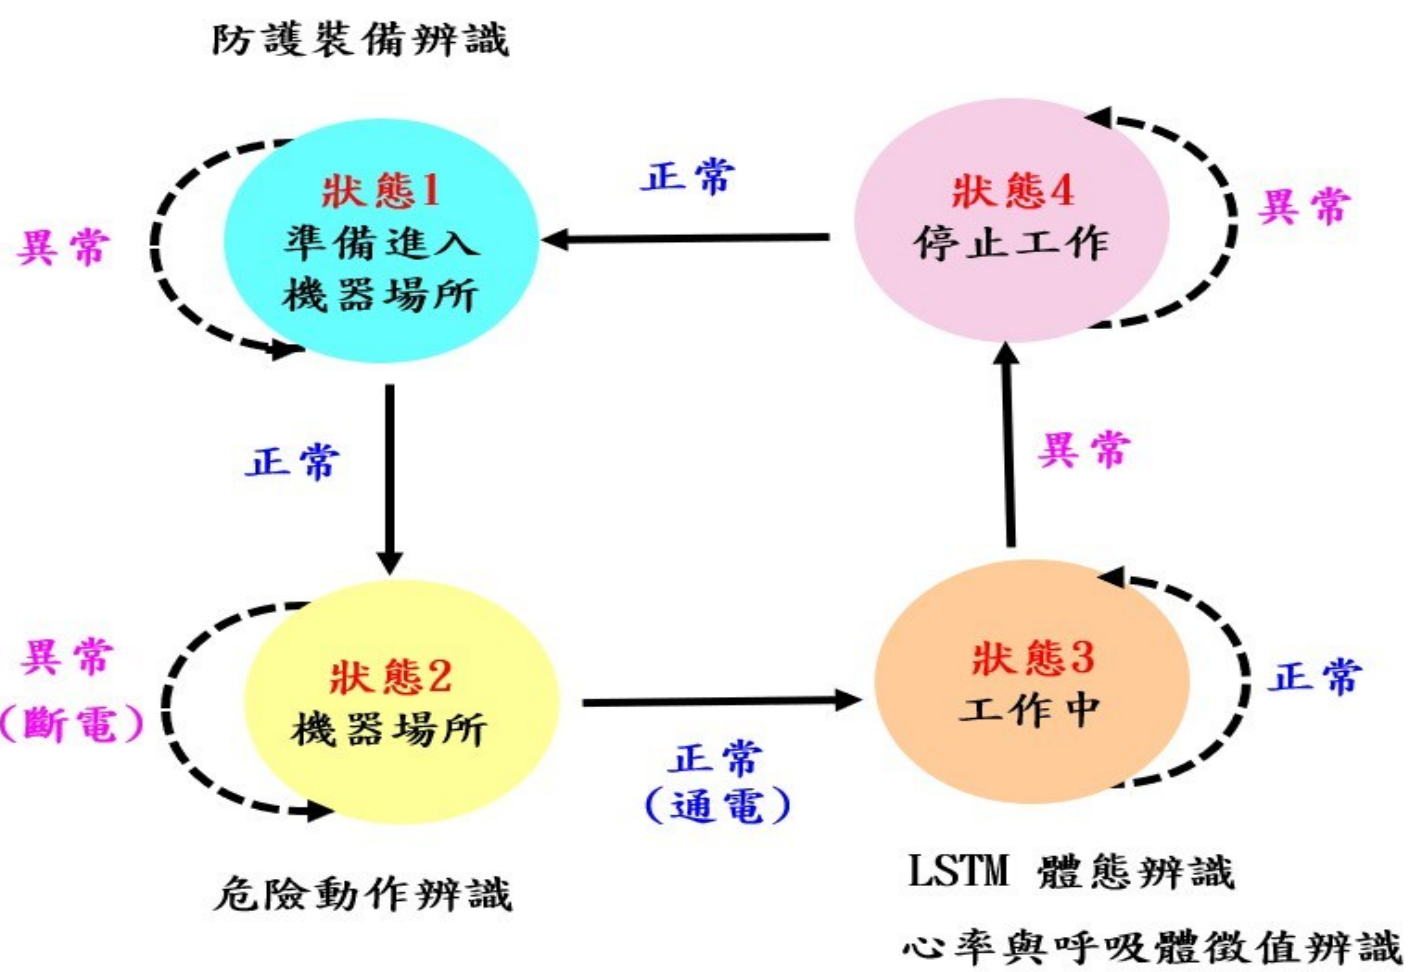 防護裝備辨識
狀態1
準備進入
機器場所
異常
正常
狀態4
停止工作
異常
正常
異常
狀態2
機器場所
異常
(斷電)
正常
(通電)
狀態3
工作中
正常
危險動作辨識
LSTM 體態辨識
心率與呼吸體徵值辨識